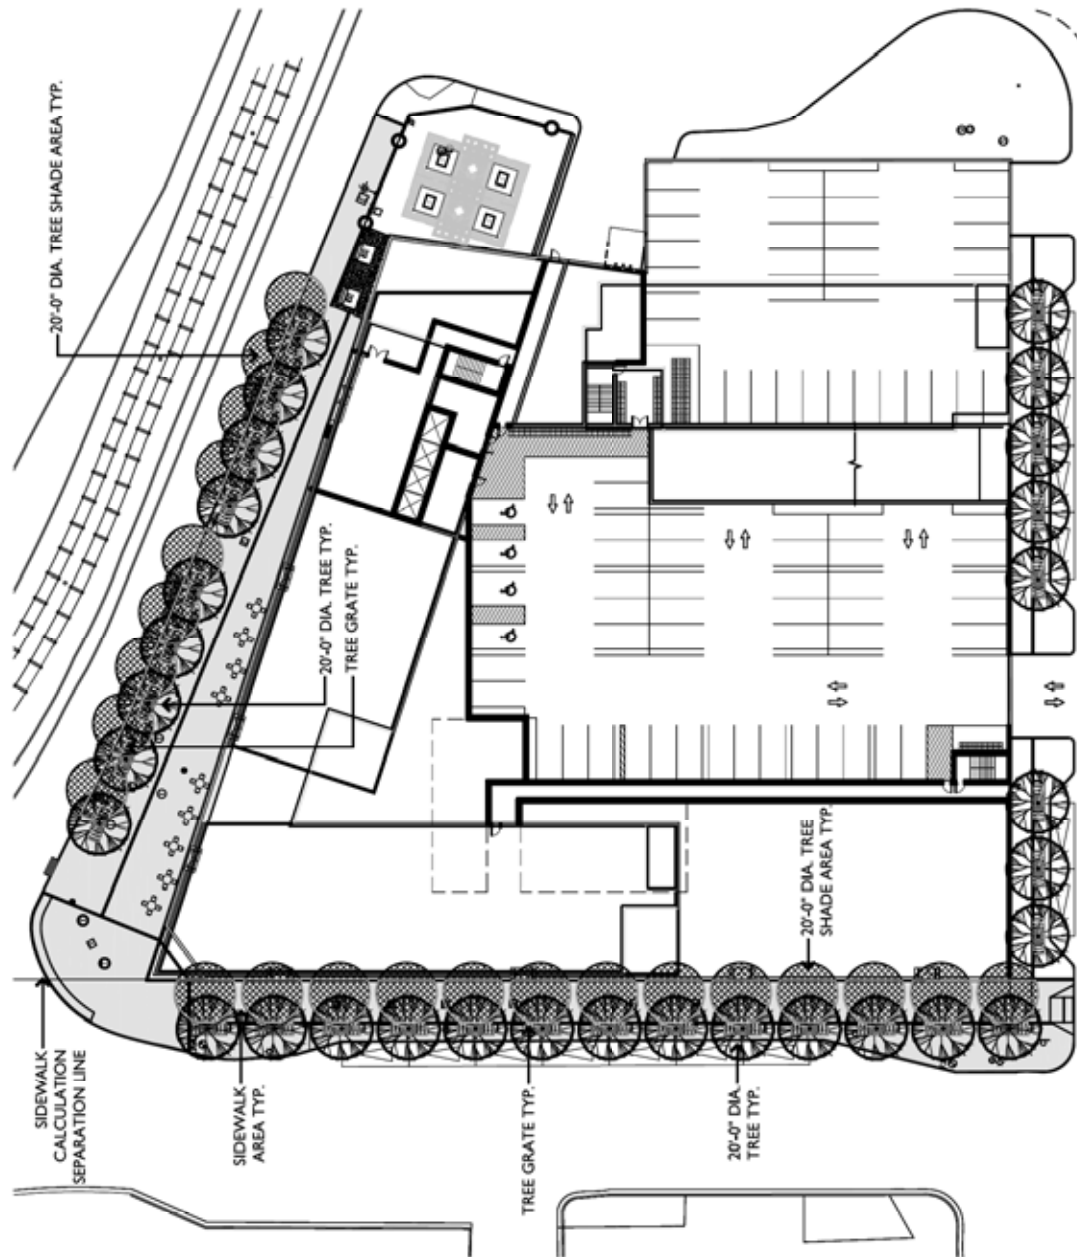 20'-0" DIA. TREE SHADE AREA TYP.
20'-0" DIA. TREE TYP.
TREE GRATE TYP.
SIDEWALK
CALCULATION
SEPARATION LINE
SIDEWALK
AREA TYP.
TREE GRATE TYP.
20'-0" DIA.
TREE TYP.
20'-0" DIA. TREE
SHADE AREA TYP.